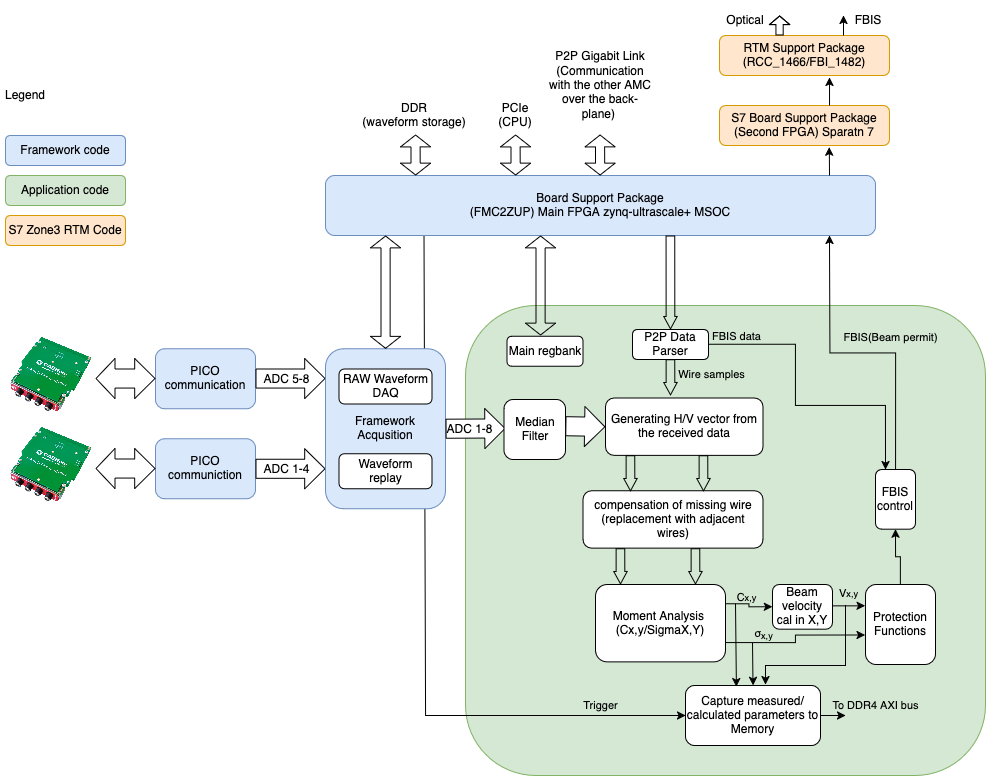 Optical
FBIS
RTM Support Package
(RCC_1466/FBI_1482)
P2P Gigabit Link
(Communication
with the other AMC
over the back-
plane)
Legend
DDR
(waveform storage)
PCIe
(CPU)
S7 Board Support Package
(Second FPGA) Sparatn 7
Framework code
Application code
S7 Zone3 RTM Code
Board Support Package
(FMC2ZUP) Main FPGA zynq-ultrascale+ MSOC
Main regbank
P2P Data
Parser
FBIS data
FBIS(Beam permit)
Wire samples
PICO
communication
ADC 5-8
RAW Waveform
DAQ
Framework
Acqusition
Waveform
replay
PICO
communiction
ADC 1-4
ADC 1-8
Median
Filter
Generating H/V vector from
the received data
FBIS
control
compensation of missing wire
(replacement with adjacent
wires)
Moment Analysis
(Cx,y/SigmaX,Y)
Cx,y
Beam
velocity
cal in X,Y
Vx,y
σx,y
Protection
Functions
Trigger
Capture measured/
calculated parameters to
Memory
To DDR4 AXI bus